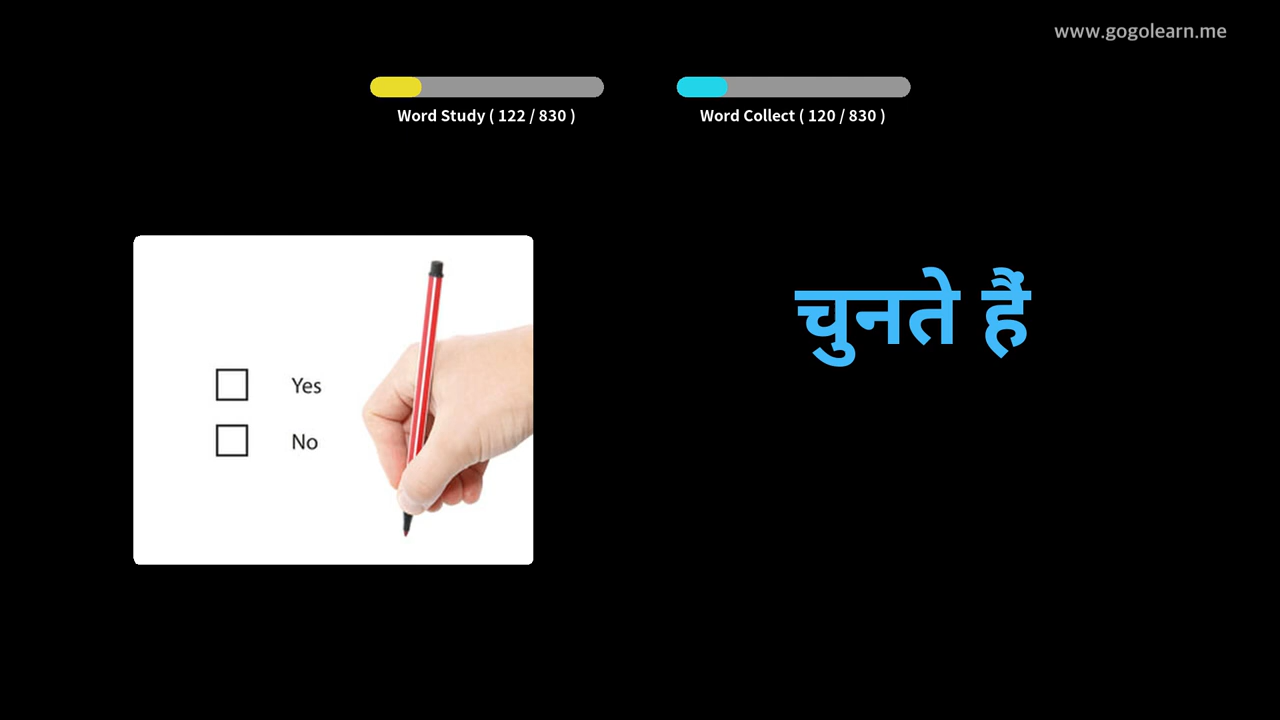 www.gogolearn.me
Word Study ( 122 / 830 )
Word Collect ( 120 / 830 )
Yes
No
चुनते हैं